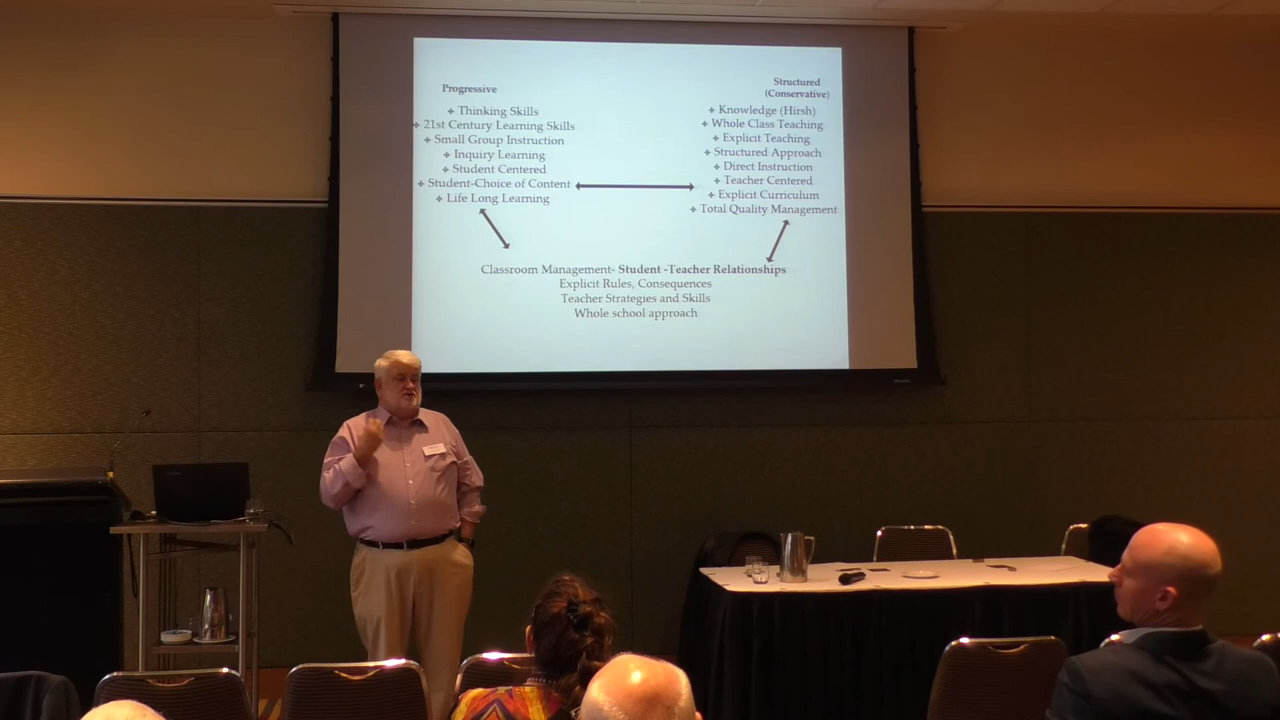 Progressive
✤ Thinking Skills
✤ 21st Century Learning Skills
✤ Small Group Instruction
✤ Inquiry Learning
✤ Student Centered
✤ Student-Choice of Content
✤ Life Long Learning
Structured
(Conservative)
✤ Knowledge (Hirsh)
✤ Whole Class Teaching
✤ Explicit Teaching
✤ Structured Approach
✤ Direct Instruction
✤ Teacher Centered
✤ Explicit Curriculum
✤ Total Quality Management
Classroom Management- Student -Teacher Relationships
Explicit Rules, Consequences
Teacher Strategies and Skills
Whole school approach